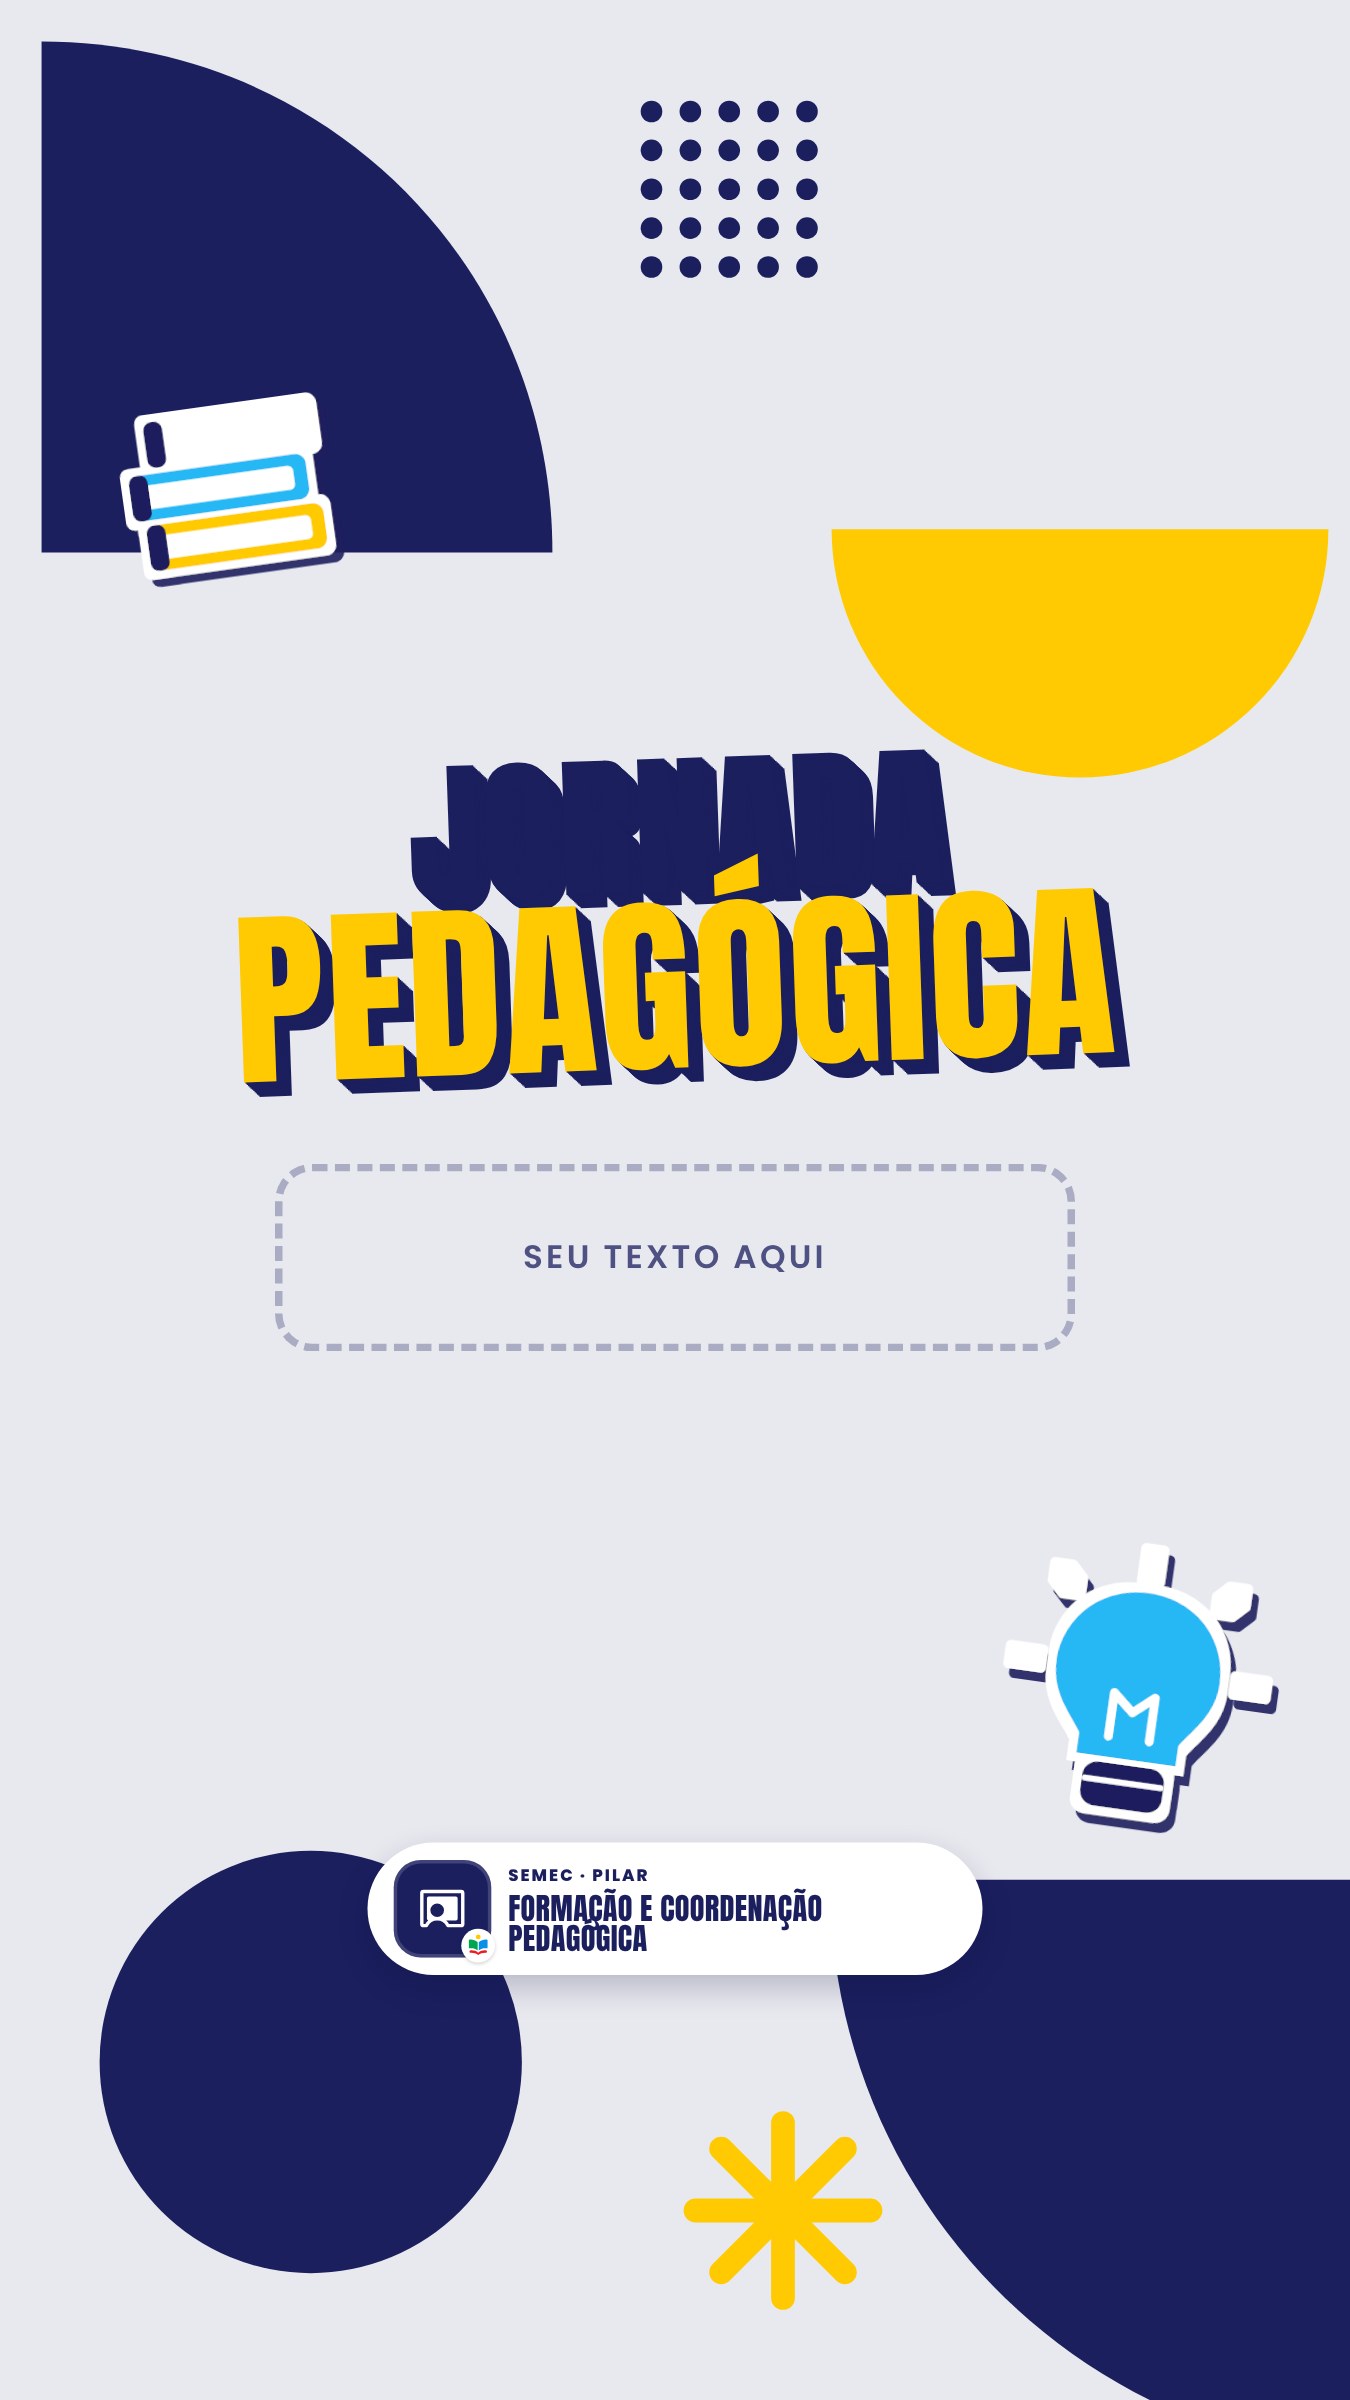 JORNADA
PEDAGÓGICA
SEU TEXTO AQUI
M
SEMEC · PILAR
FORMAÇÃO E COORDENAÇÃO
PEDAGÓGICA